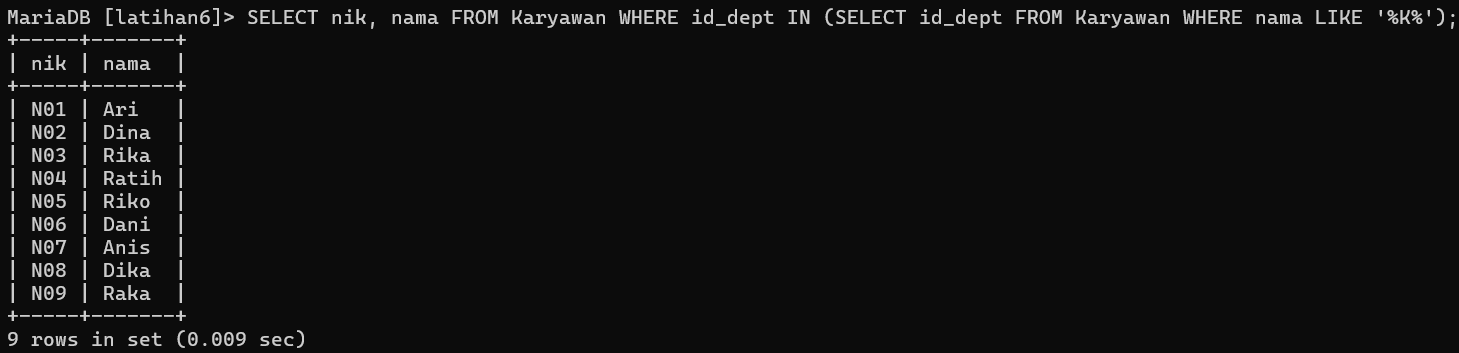 MariaDB [latihan6]> SELECT nik, nama FROM Karyawan WHERE id_dept IN (SELECT id_dept FROM Karyawan WHERE nama LIKE '%K%');
+-----+-------+
| nik | nama  |
+-----+-------+
| N01 | Ari   |
| N02 | Dina  |
| N03 | Rika  |
| N04 | Ratih |
| N05 | Riko  |
| N06 | Dani  |
| N07 | Anis  |
| N08 | Dika  |
| N09 | Raka  |
+-----+-------+
9 rows in set (0.009 sec)